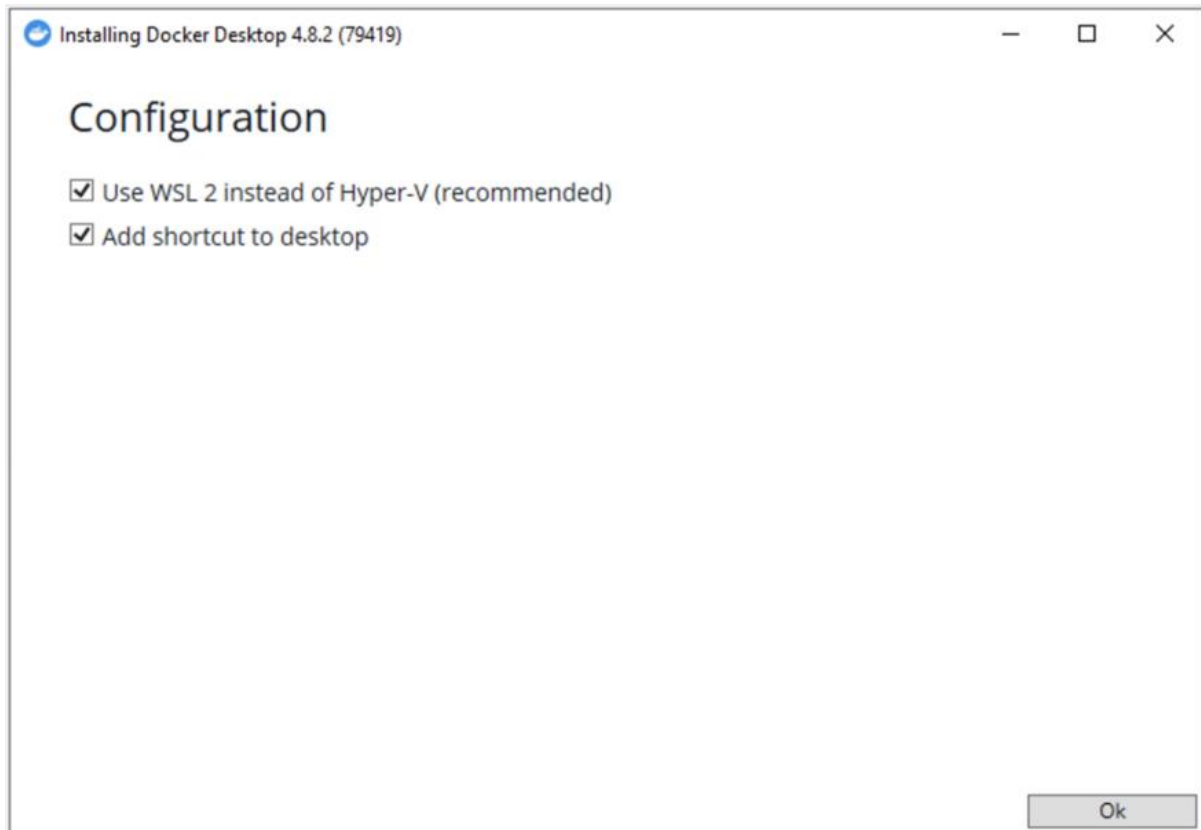 Installing Docker Desktop 4.8.2 (79419)
Configuration
Use WSL 2 instead of Hyper-V (recommended)
Add shortcut to desktop
Ok